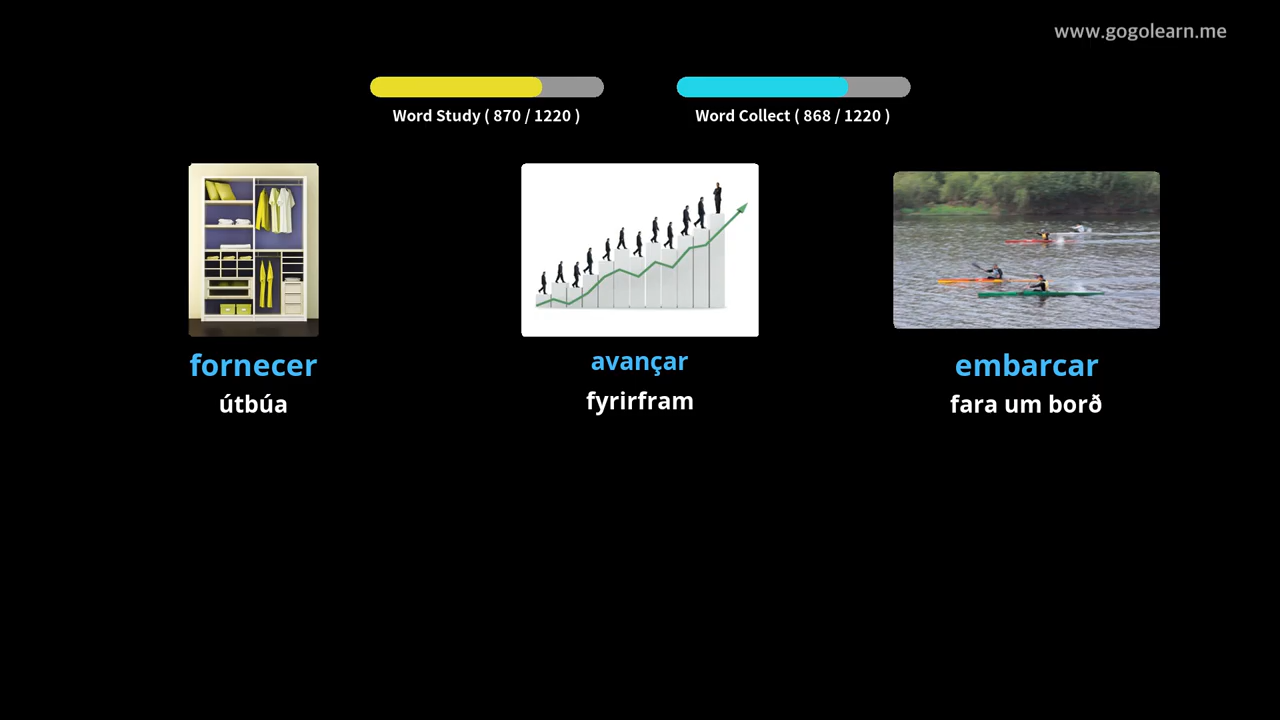 www.gogolearn.me
Word Study ( 870 / 1220 )
Word Collect ( 868 / 1220 )
fornecer
útbúa
avançar
fyrirfram
embarcar
fara um borð